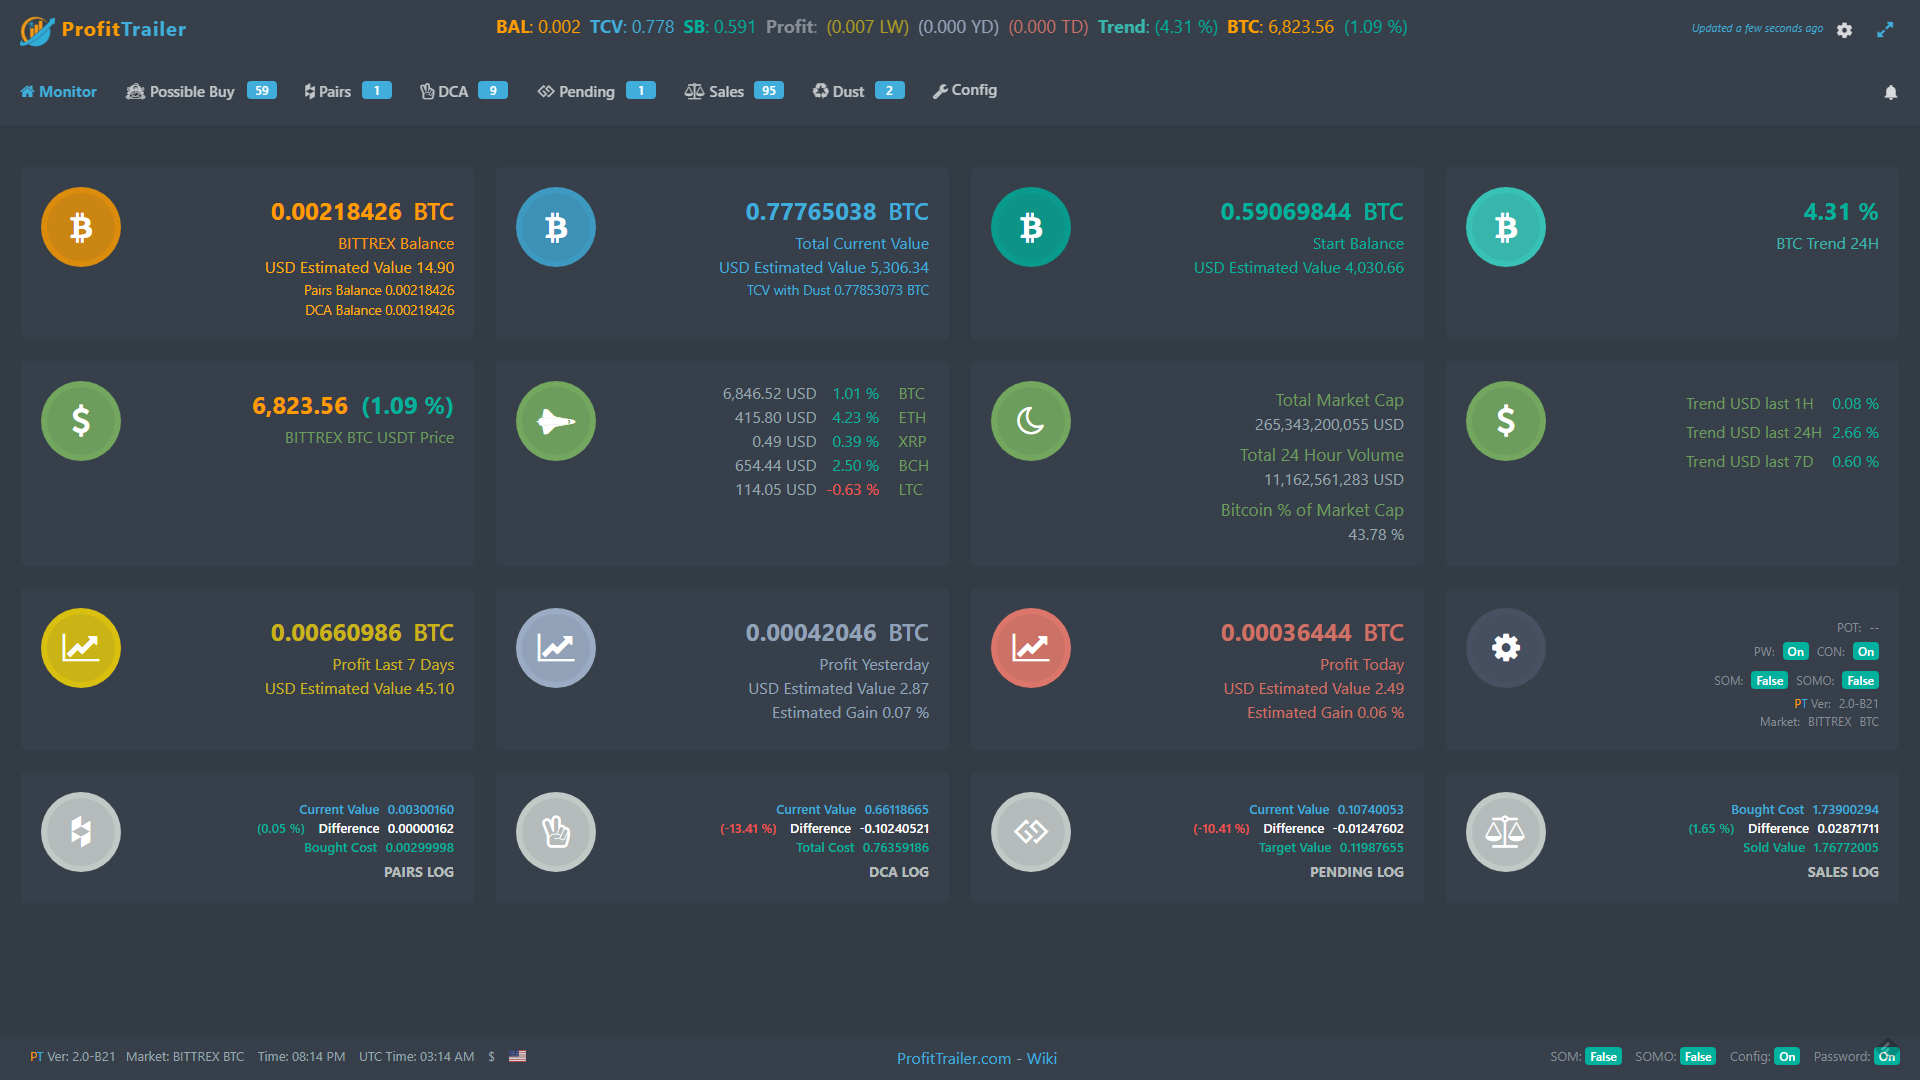 ProfitTrailer
BAL: 0.002 TCV: 0.778 SB: 0.591 Profit: (0.007 LW) (0.000 YD) (0.000 TD) Trend: (4.31 %) BTC: 6,823.56 (1.09 %)
Updated a few seconds ago
Monitor Possible Buy 59 Pairs 1 DCA 9 Pending 1 Sales 95 Dust 2 Config
0.00218426 BTC
BITTREX Balance
USD Estimated Value 14.90
Pairs Balance 0.00218426
DCA Balance 0.00218426
0.77765038 BTC
Total Current Value
USD Estimated Value 5,306.34
TCV with Dust 0.77853073 BTC
0.59069844 BTC
Start Balance
USD Estimated Value 4,030.66
4.31 %
BTC Trend 24H
6,823.56 (1.09 %)
BITTREX BTC USDT Price
6,846.52 USD 1.01 % BTC
415.80 USD 4.23 % ETH
0.49 USD 0.39 % XRP
654.44 USD 2.50 % BCH
114.05 USD -0.63 % LTC
Total Market Cap
265,343,200,055 USD
Total 24 Hour Volume
11,162,561,283 USD
Bitcoin % of Market Cap
43.78 %
Trend USD last 1H 0.08 %
Trend USD last 24H 2.66 %
Trend USD last 7D 0.60 %
0.00660986 BTC
Profit Last 7 Days
USD Estimated Value 45.10
0.00042046 BTC
Profit Yesterday
USD Estimated Value 2.87
Estimated Gain 0.07 %
0.00036444 BTC
Profit Today
USD Estimated Value 2.49
Estimated Gain 0.06 %
POT: --
PW: On CON: On
SOM: False SOMO: False
PT Ver: 2.0-B21
Market: BITTREX BTC
Current Value 0.00300160
(0.05 %) Difference 0.00000162
Bought Cost 0.00299998
PAIRS LOG
Current Value 0.66118665
(-13.41 %) Difference -0.10240521
Total Cost 0.76359186
DCA LOG
Current Value 0.10740053
(-10.41 %) Difference -0.01247602
Target Value 0.11987655
PENDING LOG
Bought Cost 1.73900294
(1.65 %) Difference 0.02871711
Sold Value 1.76772005
SALES LOG
PT Ver: 2.0-B21 Market: BITTREX BTC Time: 08:14 PM UTC Time: 03:14 AM $
ProfitTrailer.com - Wiki
SOM: False SOMO: False Config: On Password: On